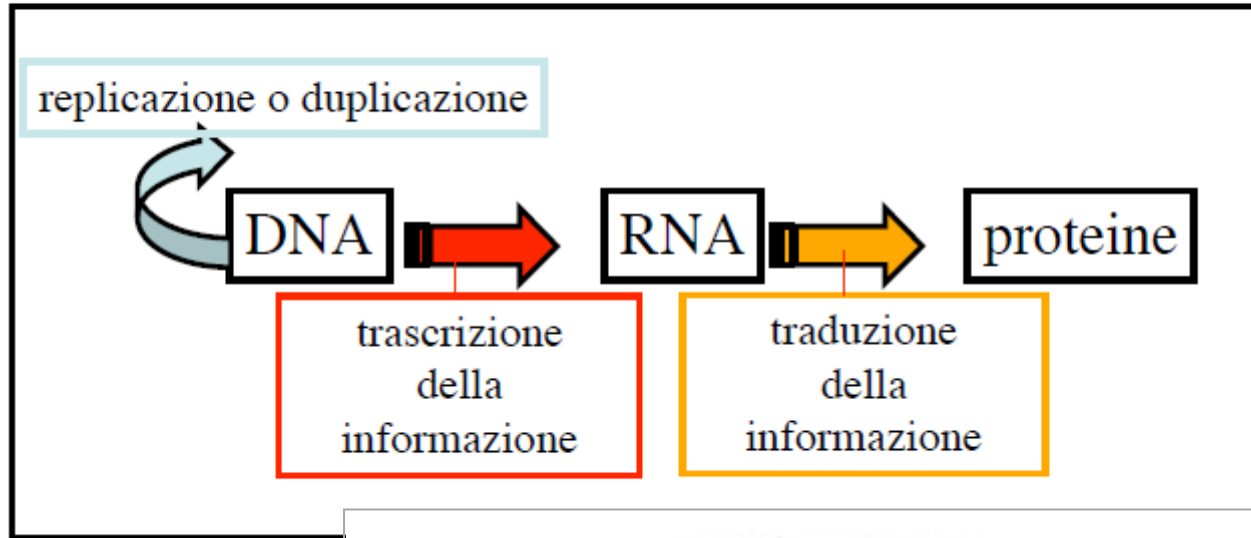 replicazione o duplicazione
DNA
RNA
proteine
trascrizione
della
informazione
traduzione
della
informazione